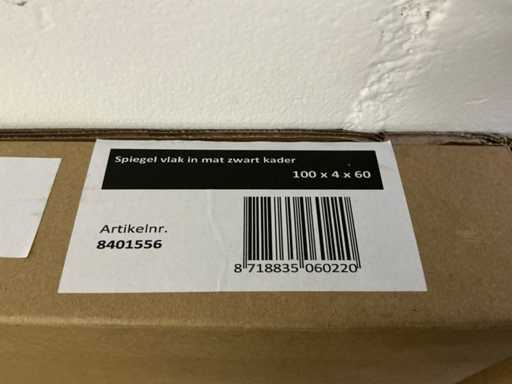 Spiegel vlak in mat zwart kader
100 x 4 x 60
Artikelnr.
8401556
8 718835 060220